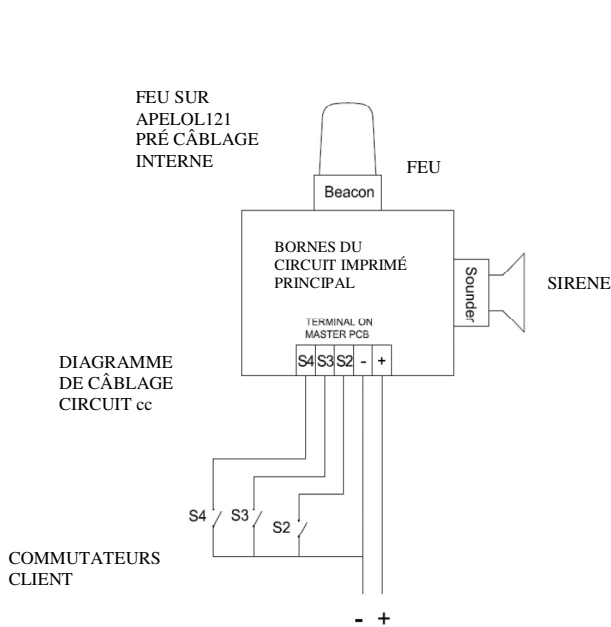 FEU SUR
APELOL121
PRÉ CÂBLAGE
INTERNE
FEU
Beacon
BORNES DU
CIRCUIT IMPRIMÉ
PRINCIPAL
Sounder
SIRENE
TERMINAL ON
MASTER PCB
S4 S3 S2 - +
DIAGRAMME
DE CÂBLAGE
CIRCUIT cc
S4 S3 S2
COMMUTATEURS
CLIENT
- +